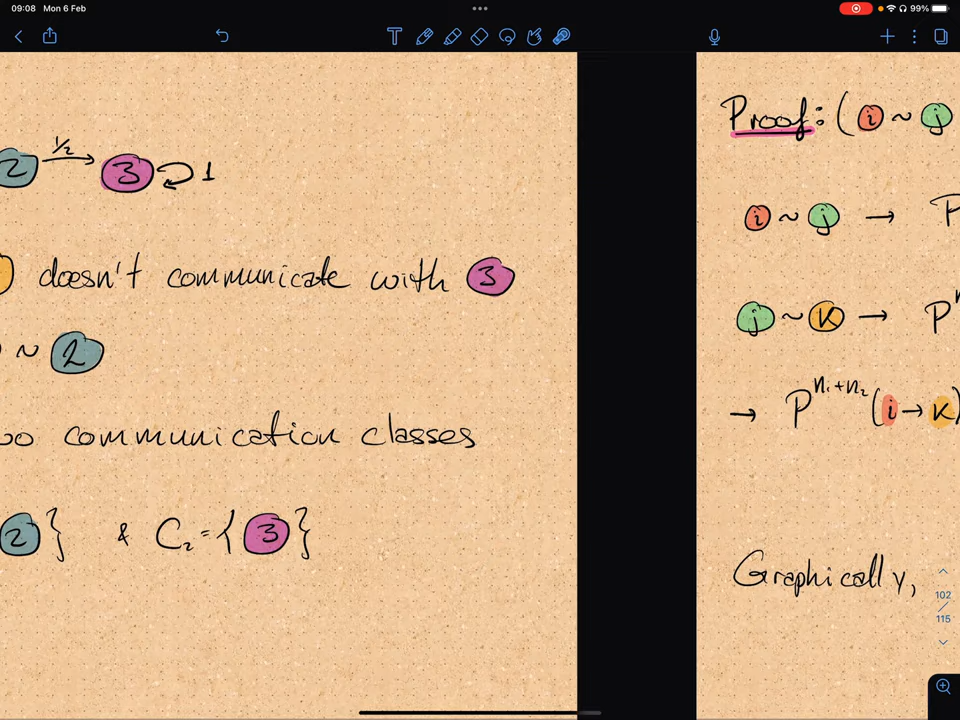 09:08 Mon 6 Feb
99%
2 1/2 → 3 1
doesn't communicate with 3
~ 2
communication classes
2} & C₂ = {3}
Proof: (i ~ j
i ~ j →
j ~ k → P
→ P^n₁+n₂ (i → k)
Graphically,
102
/
115